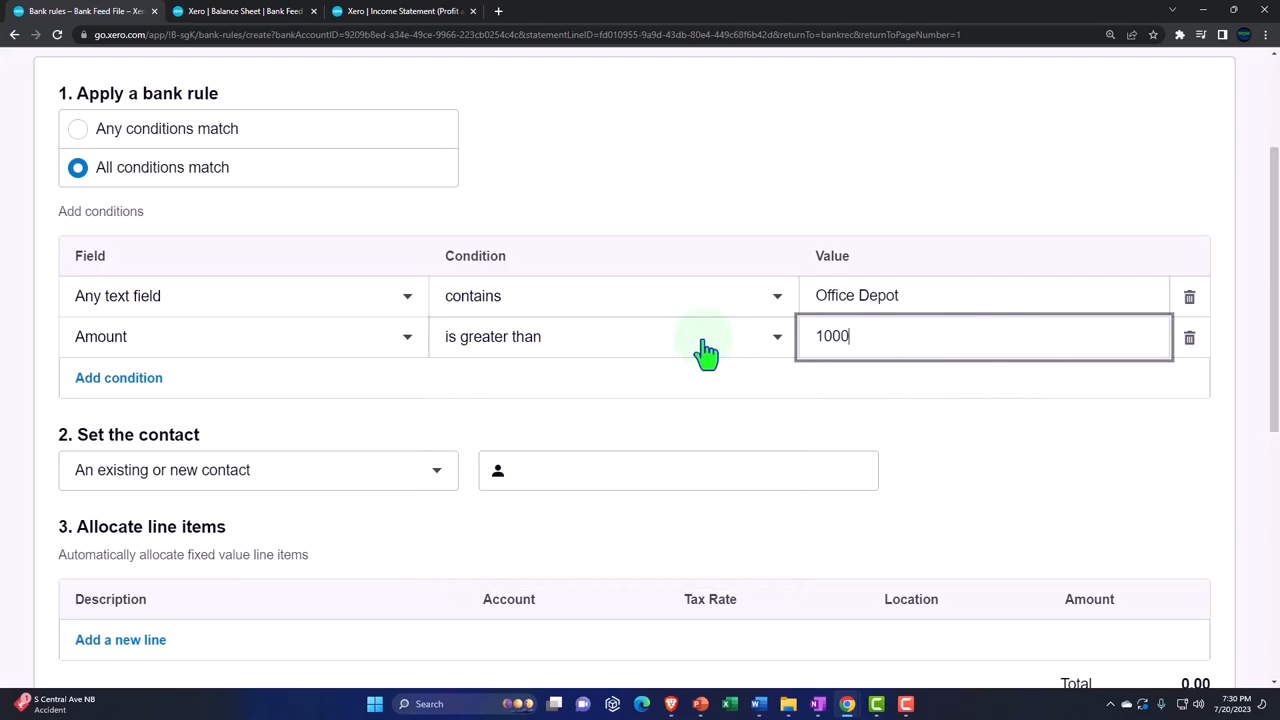 Bank rules – Bank Feed File – Xe
Xero | Balance Sheet | Bank Feed
Xero | Income Statement (Profit a
go.xero.com/app/!8-sgK/bank-rules/create?bankAccountID=9209b8ed-a34e-49ce-9966-223cb0254c4c&statementLineID=fd010955-9a9d-43db-80e4-449c68f6b42d&returnTo=bankrec&returnToPageNumber=1
1. Apply a bank rule
Any conditions match
All conditions match
Add conditions
Field Condition Value
Any text field contains Office Depot
Amount is greater than 1000
Add condition
2. Set the contact
An existing or new contact
3. Allocate line items
Automatically allocate fixed value line items
Description Account Tax Rate Location Amount
Add a new line
Total 0.00
S Central Ave NB
Accident
Search
7:30 PM
7/20/2023